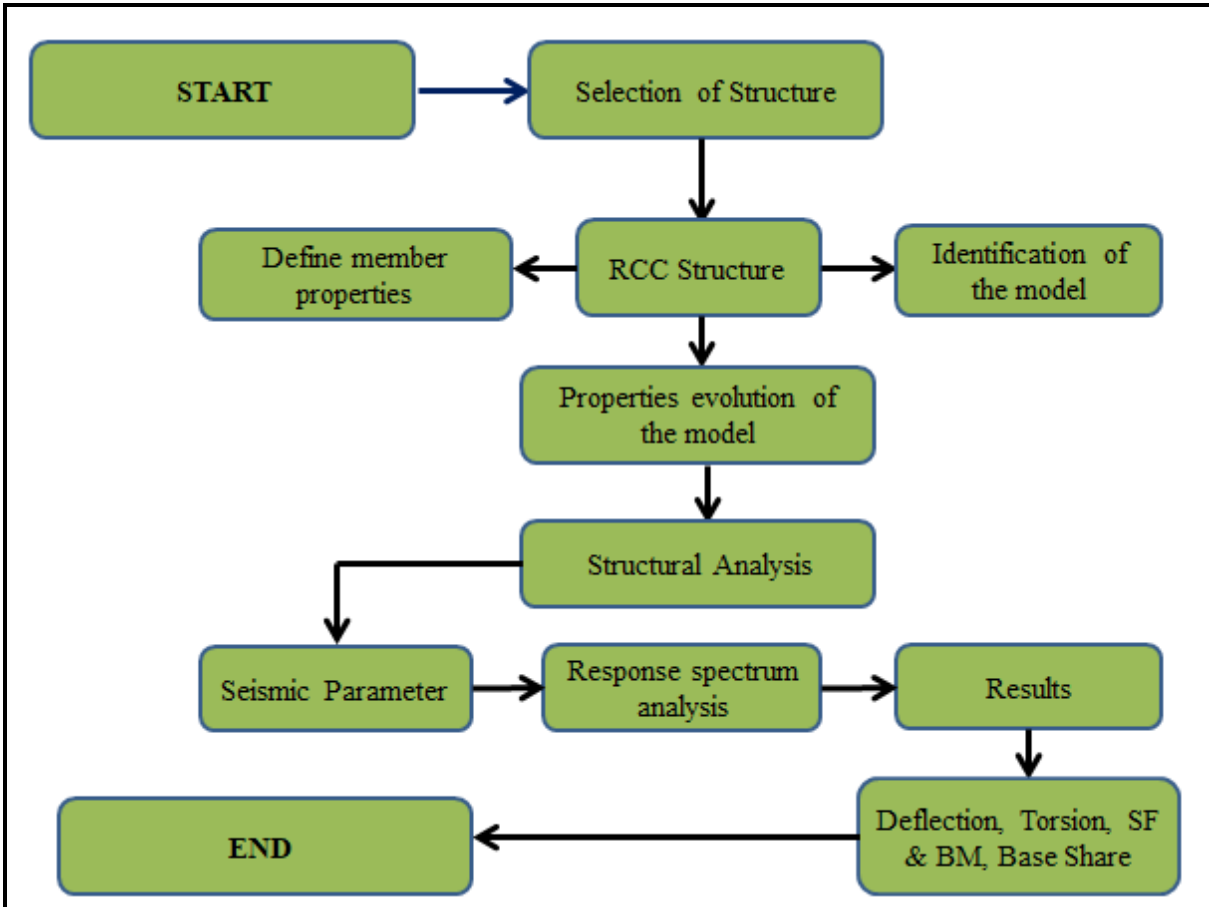 START
Selection of Structure
Define member
properties
RCC Structure
Identification of
the model
Properties evolution of
the model
Structural Analysis
Seismic Parameter
Response spectrum
analysis
Results
Deflection, Torsion, SF
& BM, Base Share
END